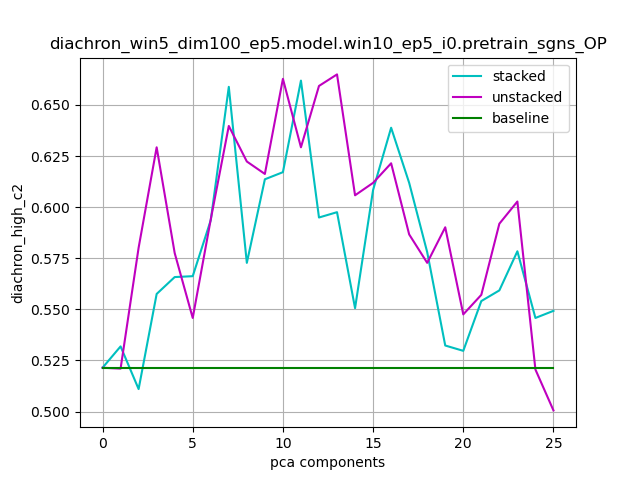 diachron_win5_dim100_ep5.model.win10_ep5_i0.pretrain_sgns_OP
stacked
unstacked
baseline
diachron_high_c2
0.650
0.625
0.600
0.575
0.550
0.525
0.500
0
5
10
15
20
25
pca components